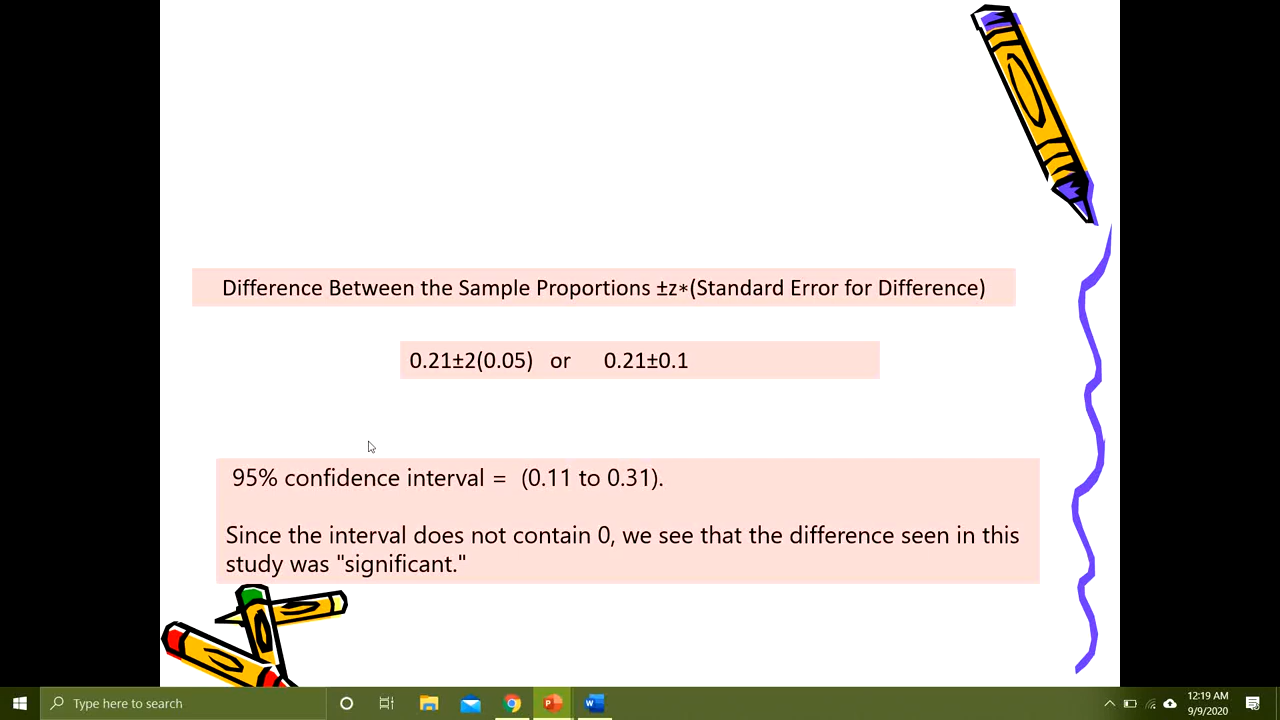 Difference Between the Sample Proportions ±z∗(Standard Error for Difference)
0.21±2(0.05) or 0.21±0.1
95% confidence interval = (0.11 to 0.31).
Since the interval does not contain 0, we see that the difference seen in this
study was "significant."
Type here to search
12:19 AM
9/9/2020